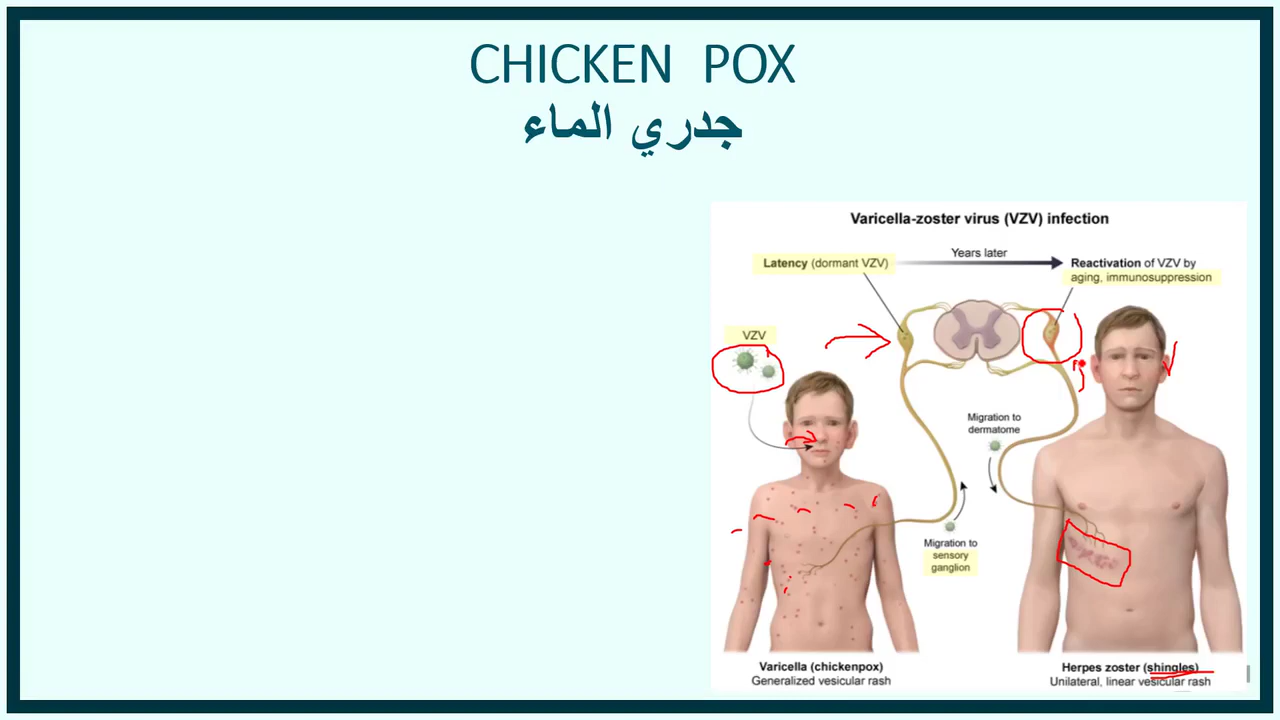 CHICKEN POX
جدري الماء
Varicella-zoster virus (VZV) infection
Years later
Latency (dormant VZV)
Reactivation of VZV by
aging, immunosuppression
VZV
Migration to
dermatome
Migration to
sensory
ganglion
Varicella (chickenpox)
Generalized vesicular rash
Herpes zoster (shingles)
Unilateral, linear vesicular rash